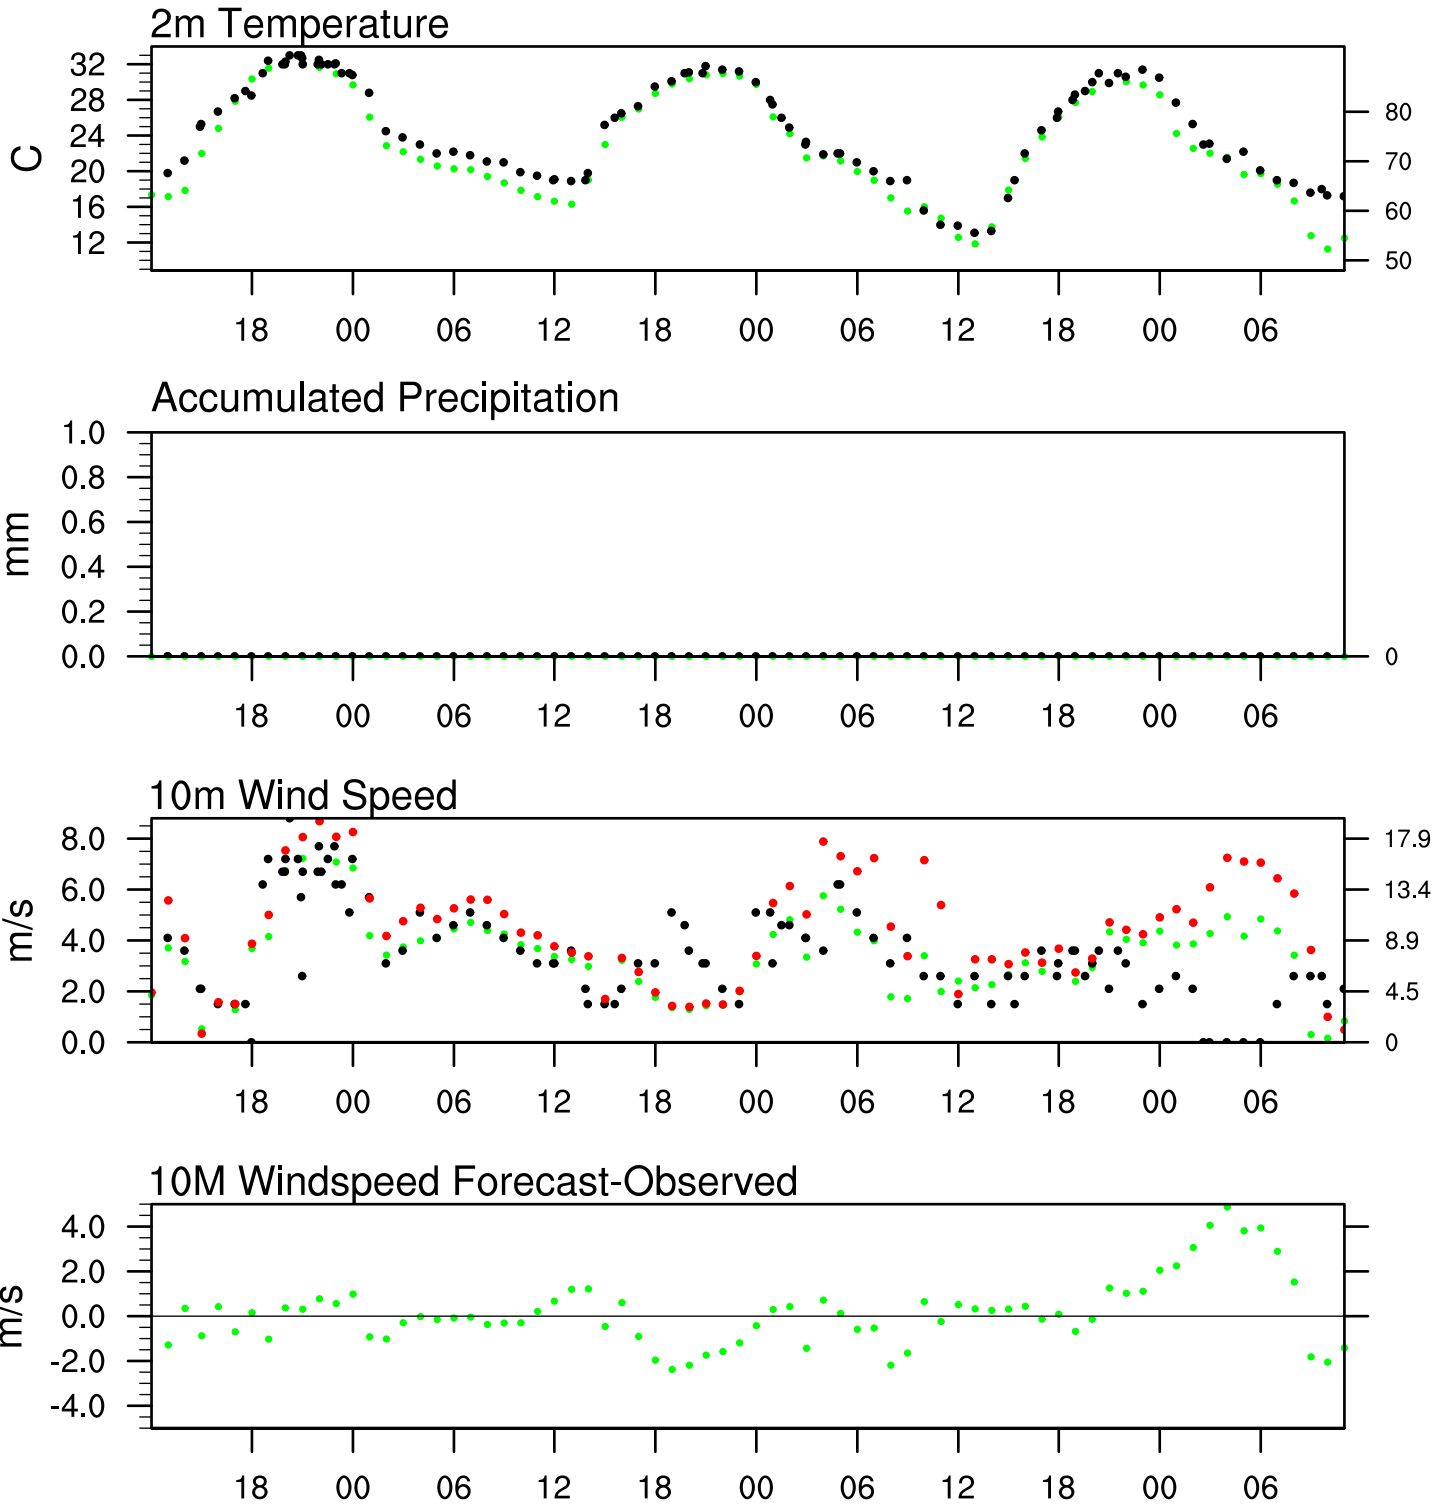 2m Temperature
32
28
24
20
16
12
C
80
70
60
50
18 00 06 12 18 00 06 12 18 00 06
Accumulated Precipitation
1.0
0.8
0.6
0.4
0.2
0.0
mm
0
18 00 06 12 18 00 06 12 18 00 06
10m Wind Speed
8.0
6.0
4.0
2.0
0.0
m/s
17.9
13.4
8.9
4.5
0
18 00 06 12 18 00 06 12 18 00 06
10M Windspeed Forecast-Observed
4.0
2.0
0.0
-2.0
-4.0
m/s
18 00 06 12 18 00 06 12 18 00 06